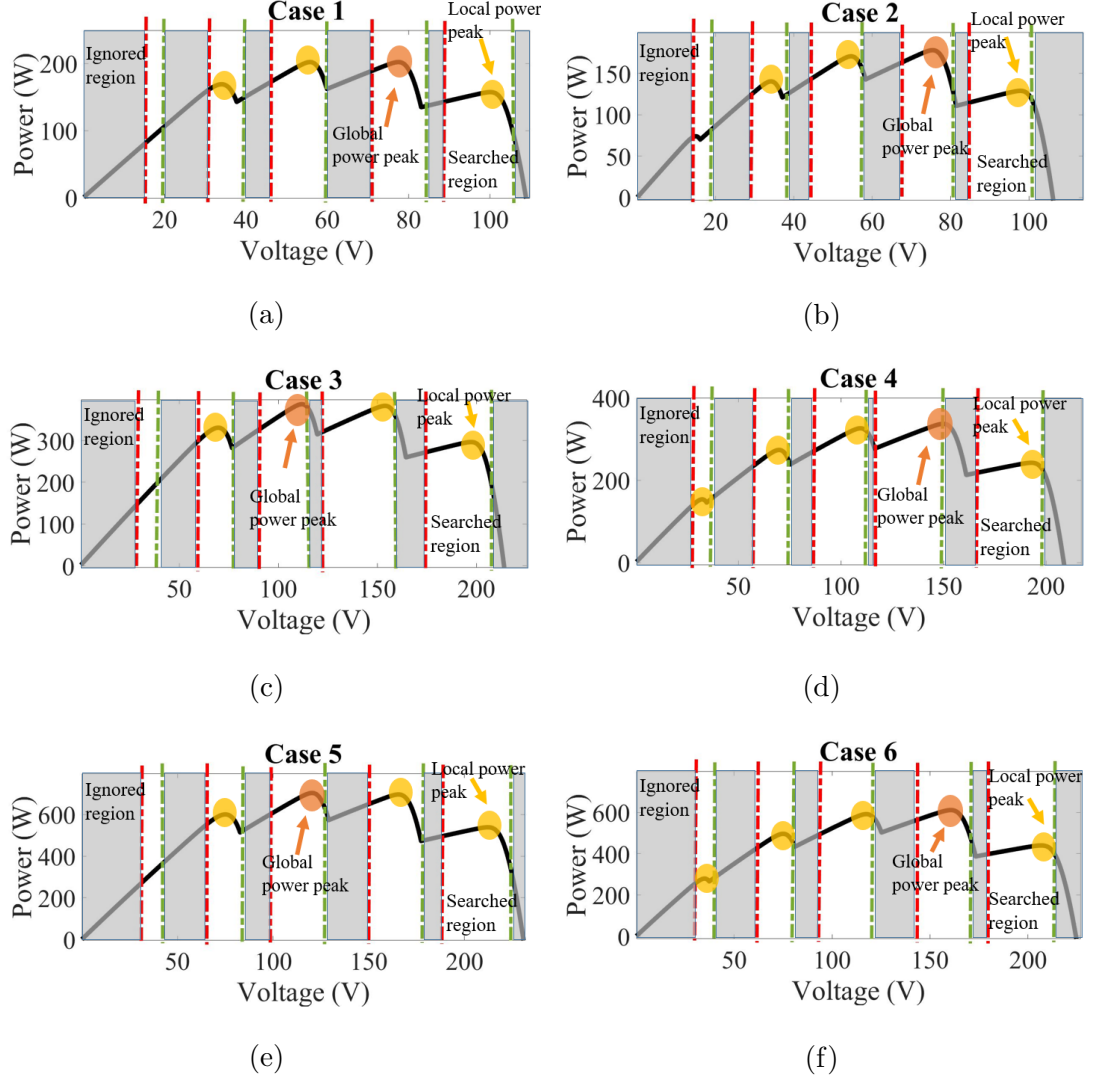 Case 1
Local power
peak
Ignored
region
Global
power peak
Searched
region
Power (W)
200
100
0
20 40 60 80 100
Voltage (V)
(a)
Case 2
Local power
peak
Ignored
region
Global
power peak
Searched
region
Power (W)
150
100
50
0
20 40 60 80 100
Voltage (V)
(b)
Case 3
Ignored
region
Local power
peak
Global
power peak
Searched
region
Power (W)
300
200
100
0
50 100 150 200
Voltage (V)
(c)
Case 4
Ignored
region
Local power
peak
Global
power peak
Searched
region
Power (W)
400
200
0
50 100 150 200
Voltage (V)
(d)
Case 5
Ignored
region
Local power
peak
Global
power peak
Searched
region
Power (W)
600
400
200
0
50 100 150 200
Voltage (V)
(e)
Case 6
Ignored
region
Local power
peak
Global
power peak
Searched
region
Power (W)
600
400
200
0
50 100 150 200
Voltage (V)
(f)